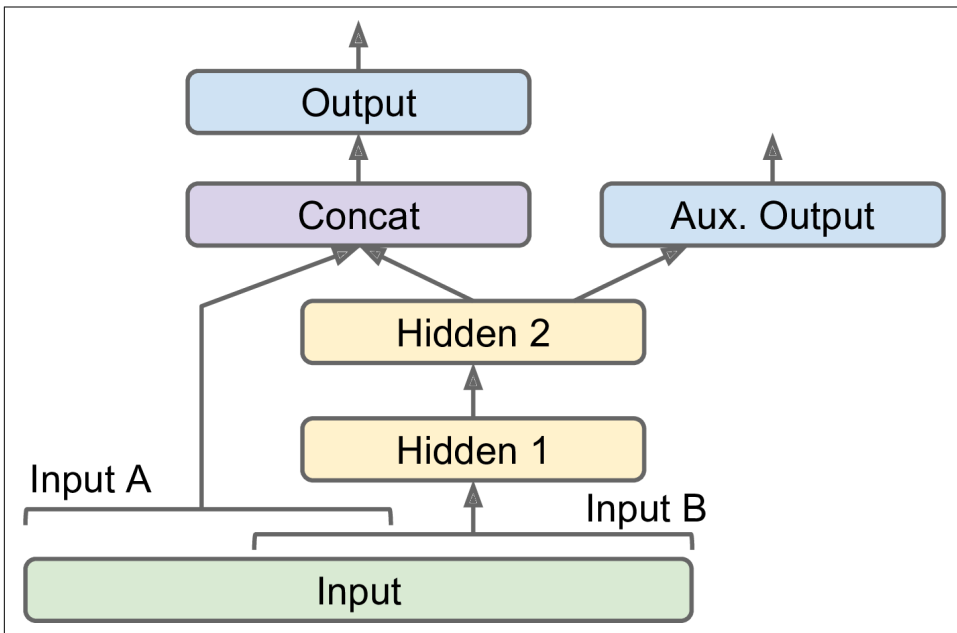 Output
Concat
Aux. Output
Hidden 2
Hidden 1
Input A
Input B
Input